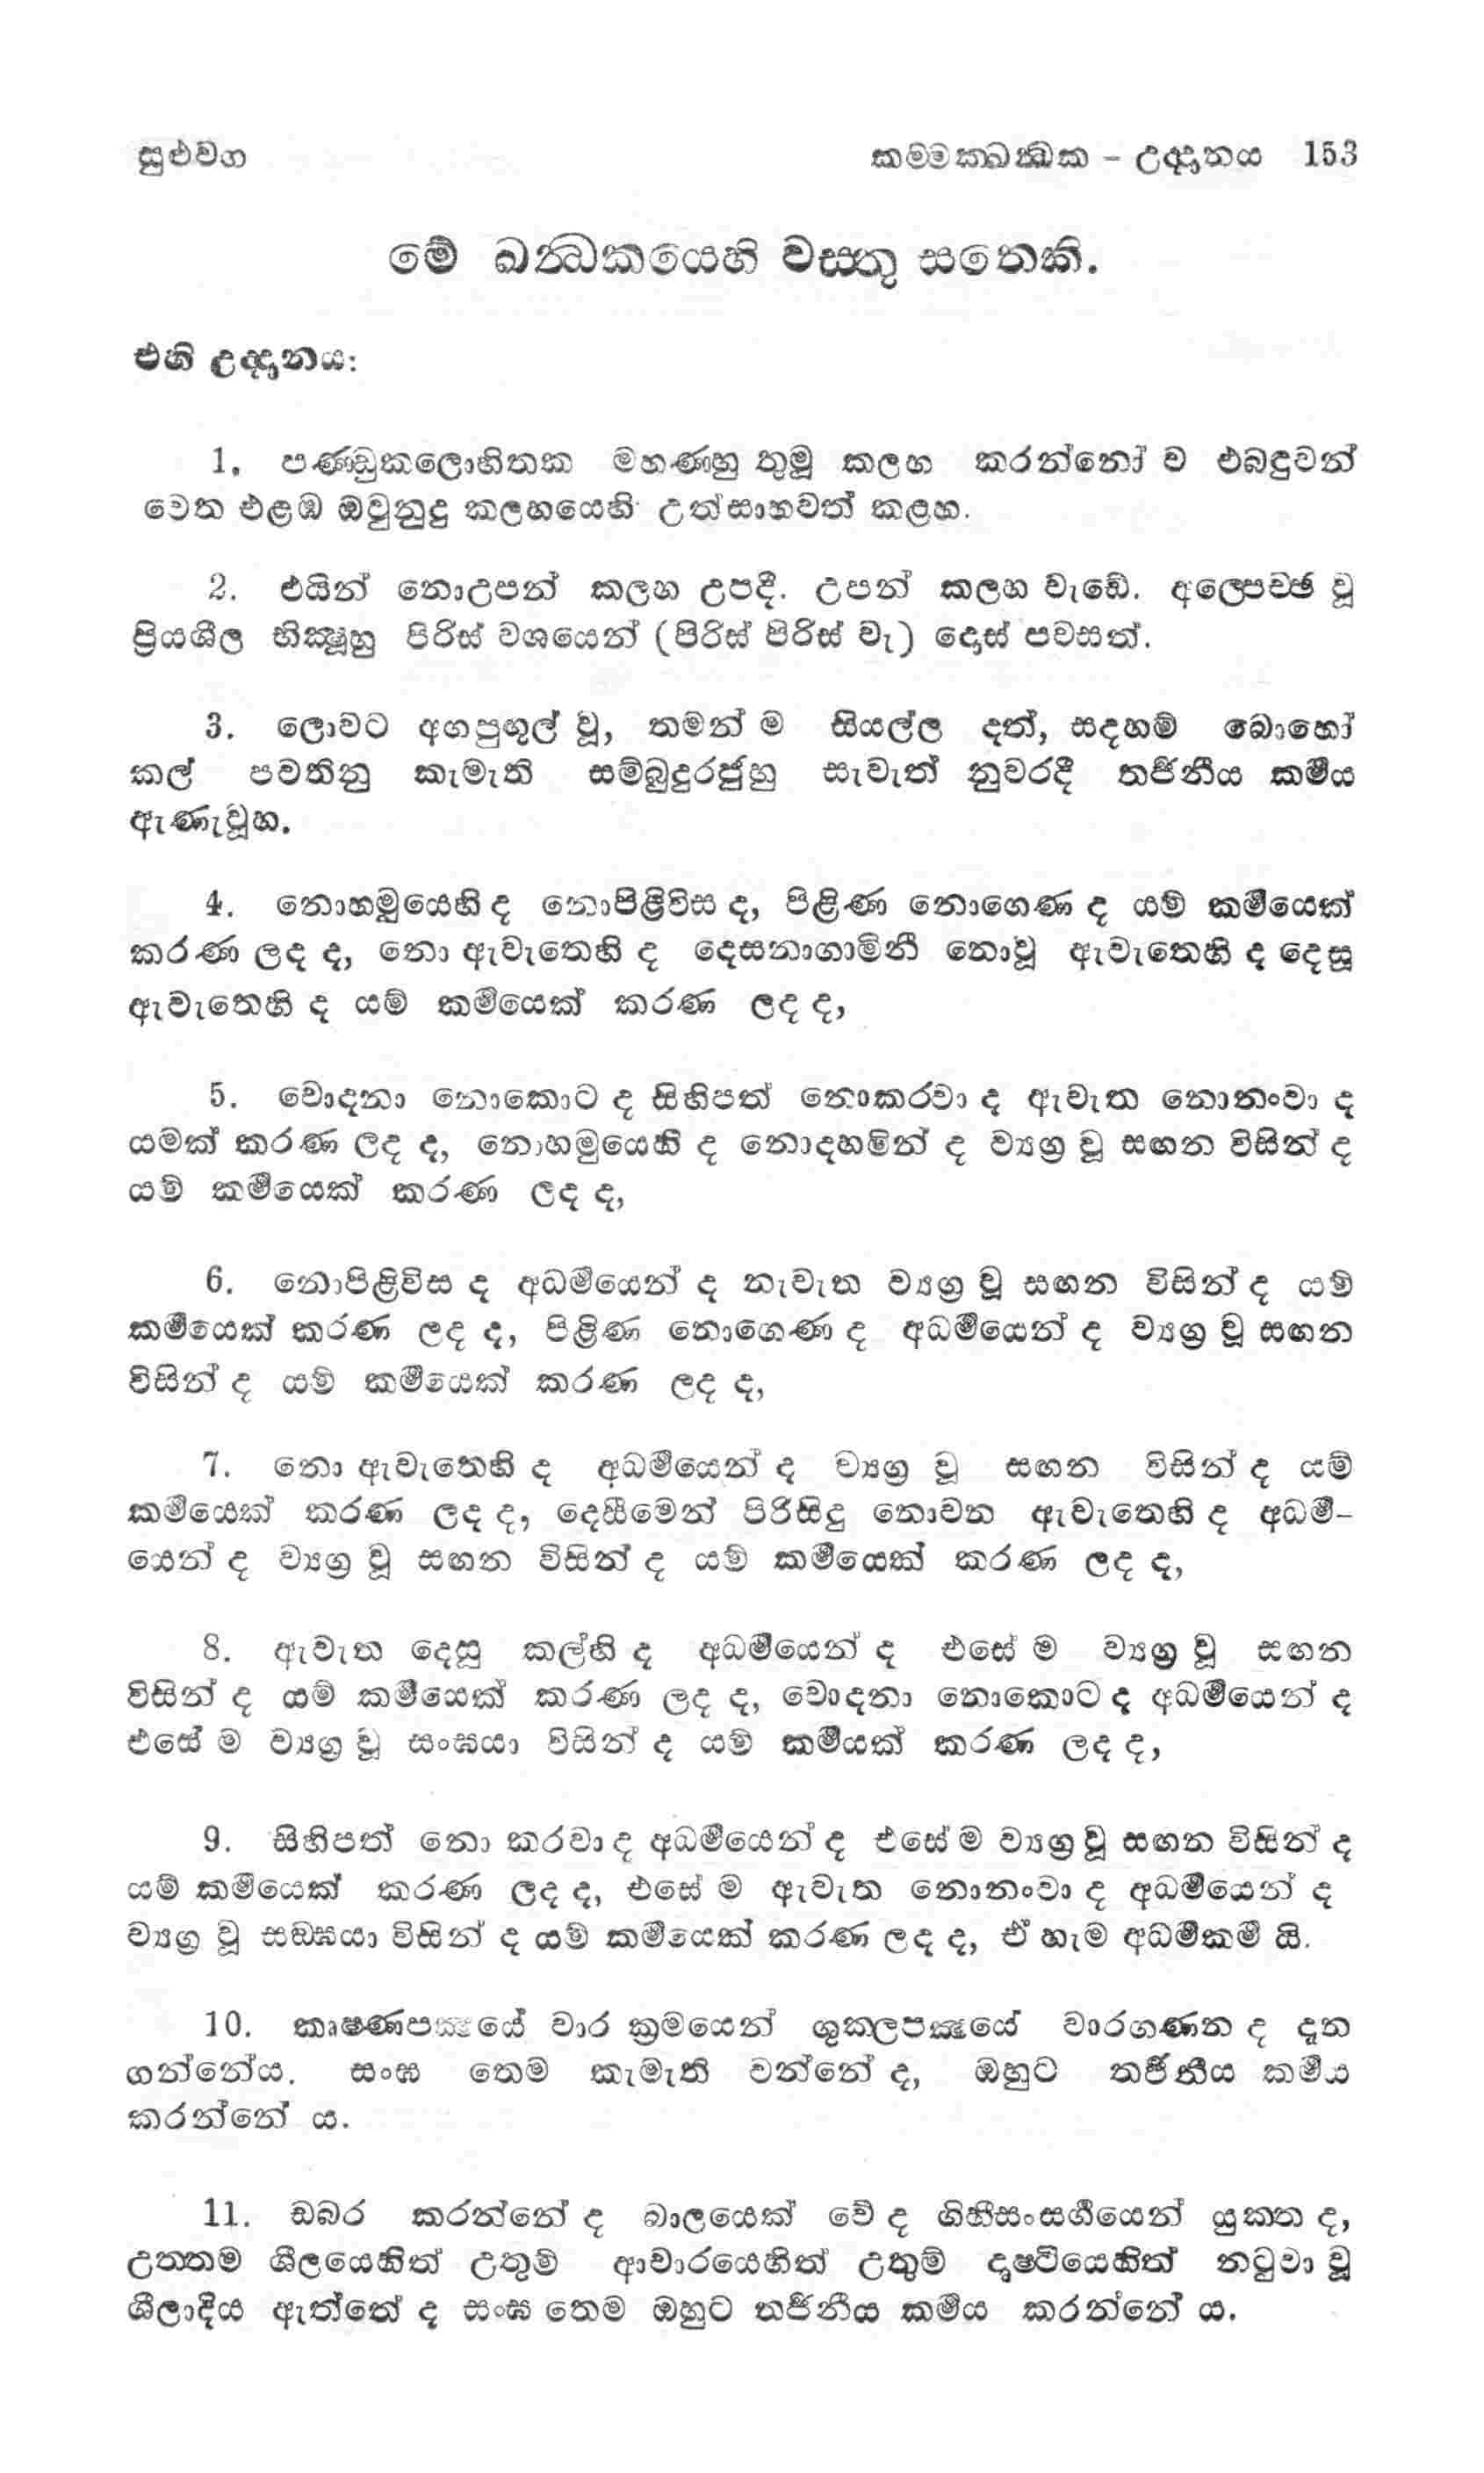 සුළුවග කම්මක්ඛන්ධක - උද්දානය 153
මේ ඛන්ධකයෙහි වස්තු සතෙකි.
එහි උද්දානය:
1. පණ්ඩුකලොහිතක මහණහු තුමූ කලහ කරන්නෝ ව එබඳුවන්
වෙත එළඹ ඔවුනුදු කලහයෙහි උත්සාහවත් කළහ.
2. එයින් නොඋපන් කලහ උපදී. උපන් කලහ වැඩේ. අල්පෙච්ඡ වූ
ප්‍රියශීල භික්ෂූහු පිරිස් වශයෙන් (පිරිස් පිරිස් වැ) දොස් පවසත්.
3. ලොවට අගපුඟුල් වූ, තමන් ම සියල්ල දත්, සදහම් බොහෝ
කල් පවතිනු කැමැති සම්බුදුරජුහු සැවැත් නුවරදී තර්ජනීය කර්මය
ඇණැවූහ.
4. නොහමුයෙහි ද නොපිළිවිස ද, පිළිණ නොගෙණ ද යම් කර්මයෙක්
කරණ ලද ද, නො ඇවැතෙහි ද දෙසනාගාමිනී නොවූ ඇවැතෙහි ද දෙසූ
ඇවැතෙහි ද යම් කර්මයෙක් කරණ ලද ද,
5. චොදනා නොකොට ද සිහිපත් නොකරවා ද ඇවැත නොනංවා ද
යමක් කරණ ලද ද, නොහමුයෙහි ද නොදහමින් ද ව්‍යග්‍ර වූ සඟන විසින් ද
යම් කර්මයෙක් කරණ ලද ද,
6. නොපිළිවිස ද අධර්මයෙන් ද නැවැත ව්‍යග්‍ර වූ සඟන විසින් ද යම්
කර්මයෙක් කරණ ලද ද, පිළිණ නොගෙණ ද අධර්මයෙන් ද ව්‍යග්‍ර වූ සඟන
විසින් ද යම් කර්මයෙක් කරණ ලද ද,
7. නො ඇවැතෙහි ද අධර්මයෙන් ද ව්‍යග්‍ර වූ සඟන විසින් ද යම්
කර්මයෙක් කරණ ලද ද, දෙසීමෙන් පිරිසිදු නොවන ඇවැතෙහි ද අධර්ම-
යෙන් ද ව්‍යග්‍ර වූ සඟන විසින් ද යම් කර්මයෙක් කරණ ලද ද,
8. ඇවැත දෙසූ කල්හි ද අධර්මයෙන් ද එසේ ම ව්‍යග්‍ර වූ සඟන
විසින් ද යම් කර්මයෙක් කරණ ලද ද, චොදනා නොකොට ද අධර්මයෙන් ද
එසේ ම ව්‍යග්‍ර වූ සංඝයා විසින් ද යම් කර්මයක් කරණ ලද ද,
9. සිහිපත් නො කරවා ද අධර්මයෙන් ද එසේ ම ව්‍යග්‍ර වූ සඟන විසින් ද
යම් කර්මයෙක් කරණ ලද ද, එසේ ම ඇවැත නොනංවා ද අධර්මයෙන් ද
ව්‍යග්‍ර වූ සඞ්ඝයා විසින් ද යම් කර්මයෙක් කරණ ලද ද, ඒ හැම අධර්මකර්ම යි.
10. කෘෂ්ණපක්ෂයේ වාර ක්‍රමයෙන් ශුක්ලපක්ෂයේ වාරගණන ද දැන
ගන්නේය. සංඝ තෙම කැමැති වන්නේ ද, ඔහුට තර්ජනීය කර්මය
කරන්නේ ය.
11. ඩබර කරන්නේ ද බාලයෙක් වේ ද ගිහිසංසර්ගයෙන් යුක්ත ද,
උත්තම ශීලයෙහිත් උතුම් ආචාරයෙහිත් උතුම් දෘෂ්ටියෙහිත් නටුවා වූ
ශීලාදිය ඇත්තේ ද සංඝ තෙම ඔහුට තර්ජනීය කර්මය කරන්නේ ය.